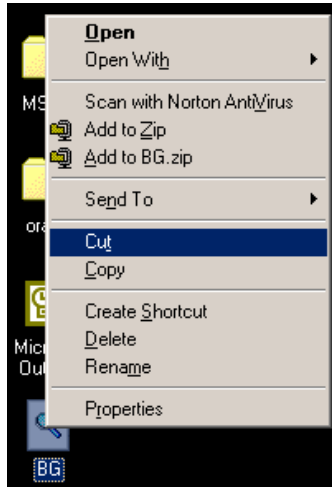 Open
Open With
MS
Scan with Norton AntiVirus
Add to Zip
Add to BG.zip
Send To
ora
Cut
Copy
Create Shortcut
Delete
Micr
Rename
Out
Properties
BG